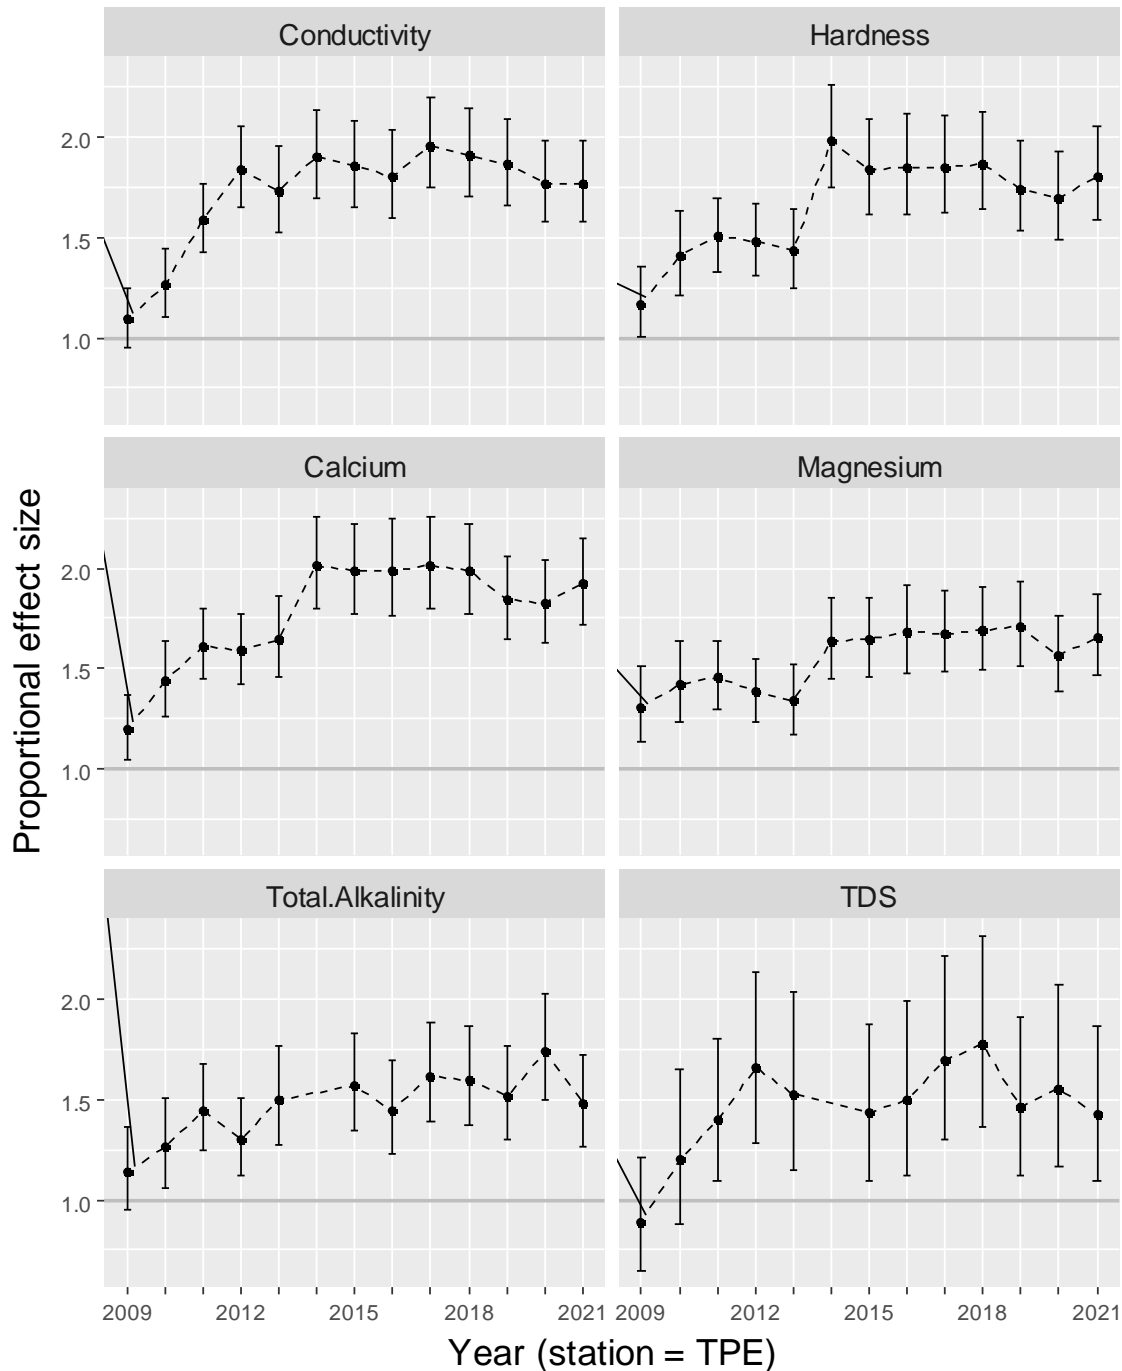 Conductivity
Hardness
2.0
1.5
1.0
Calcium
Magnesium
2.0
1.5
1.0
Proportional effect size
Total.Alkalinity
TDS
2.0
1.5
1.0
2009 2012 2015 2018 2021 2009 2012 2015 2018 2021
Year (station = TPE)